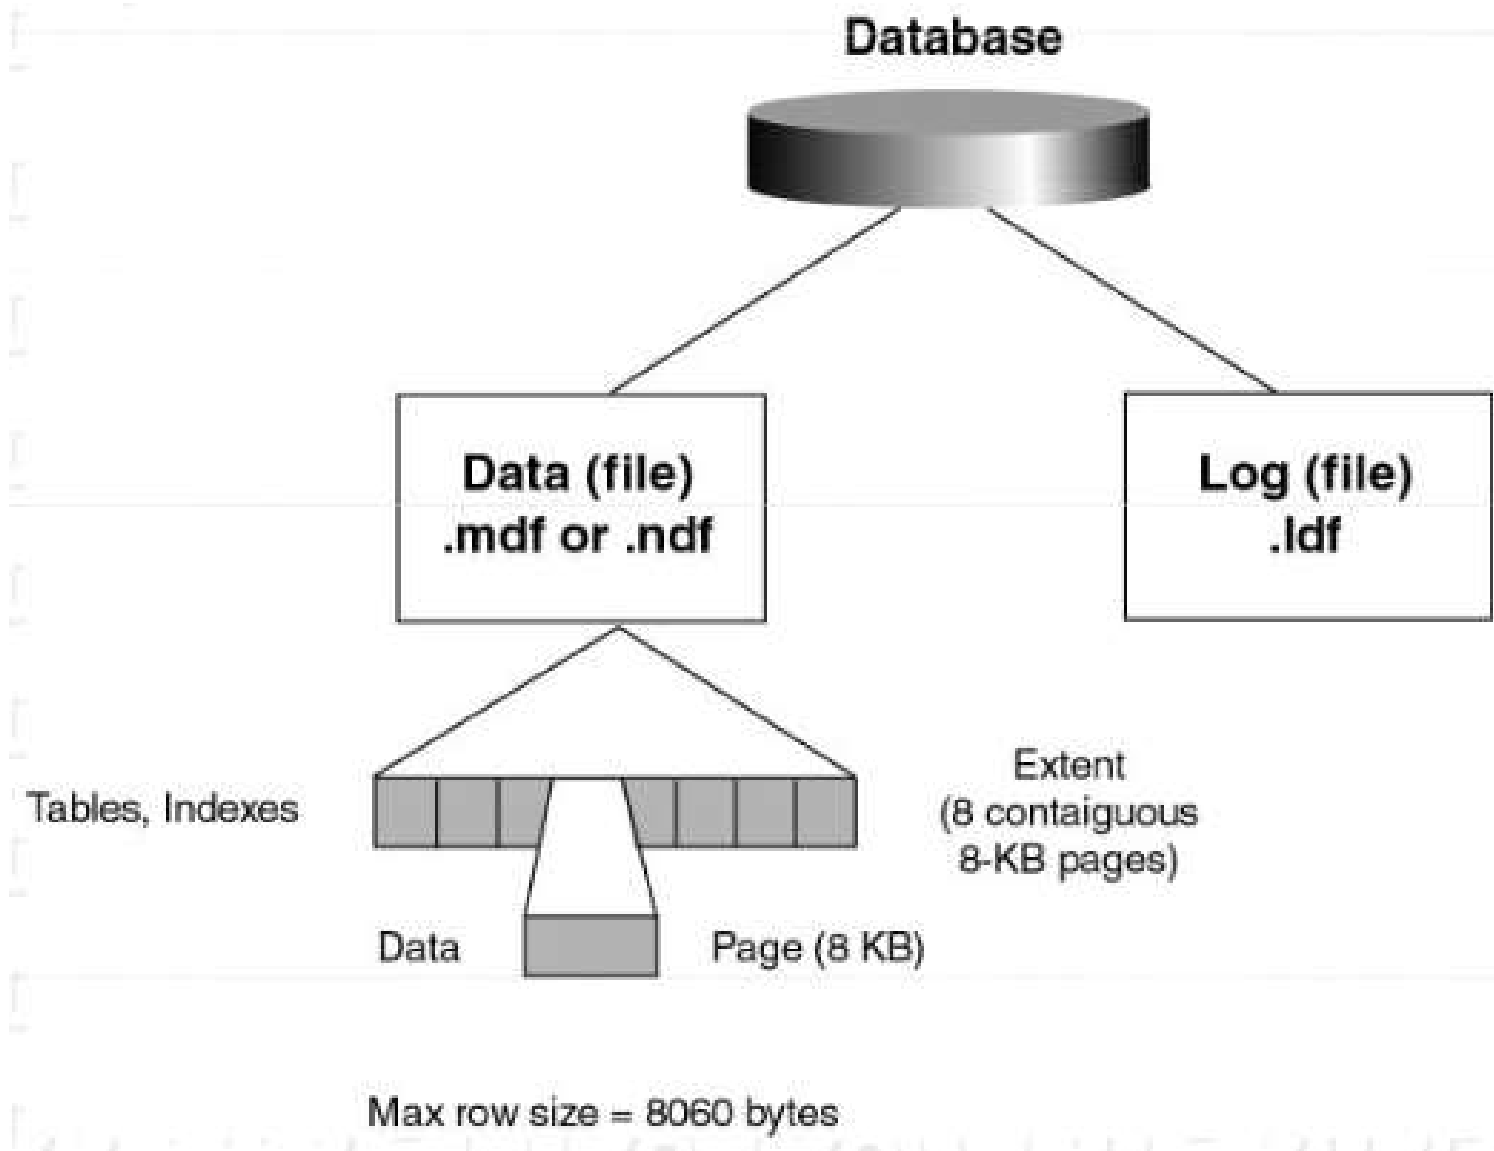 Database
Data (file)
.mdf or .ndf
Log (file)
.ldf
Tables, Indexes
Extent
(8 contaiguous
8-KB pages)
Data
Page (8 KB)
Max row size = 8060 bytes